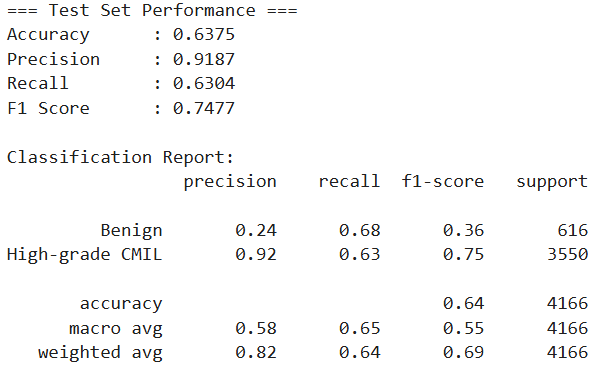 === Test Set Performance ===
Accuracy : 0.6375
Precision : 0.9187
Recall : 0.6304
F1 Score : 0.7477
Classification Report:
precision recall f1-score support
Benign 0.24 0.68 0.36 616
High-grade CMIL 0.92 0.63 0.75 3550
accuracy 0.64 4166
macro avg 0.58 0.65 0.55 4166
weighted avg 0.82 0.64 0.69 4166